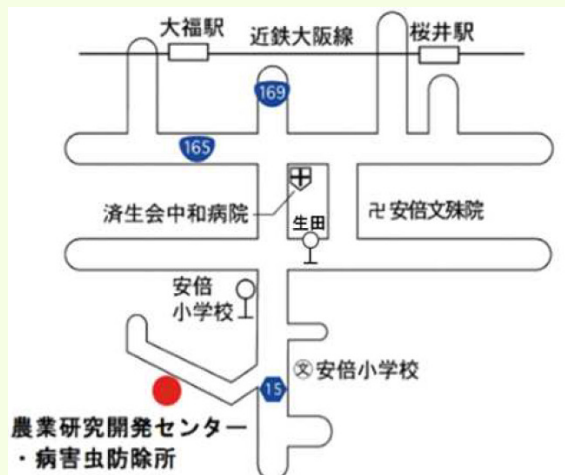 大福駅
近鉄大阪線
桜井駅
169
165
済生会中和病院
生田
卍安倍文殊院
安倍
小学校
文安倍小学校
15
農業研究開発センター
・病害虫防除所